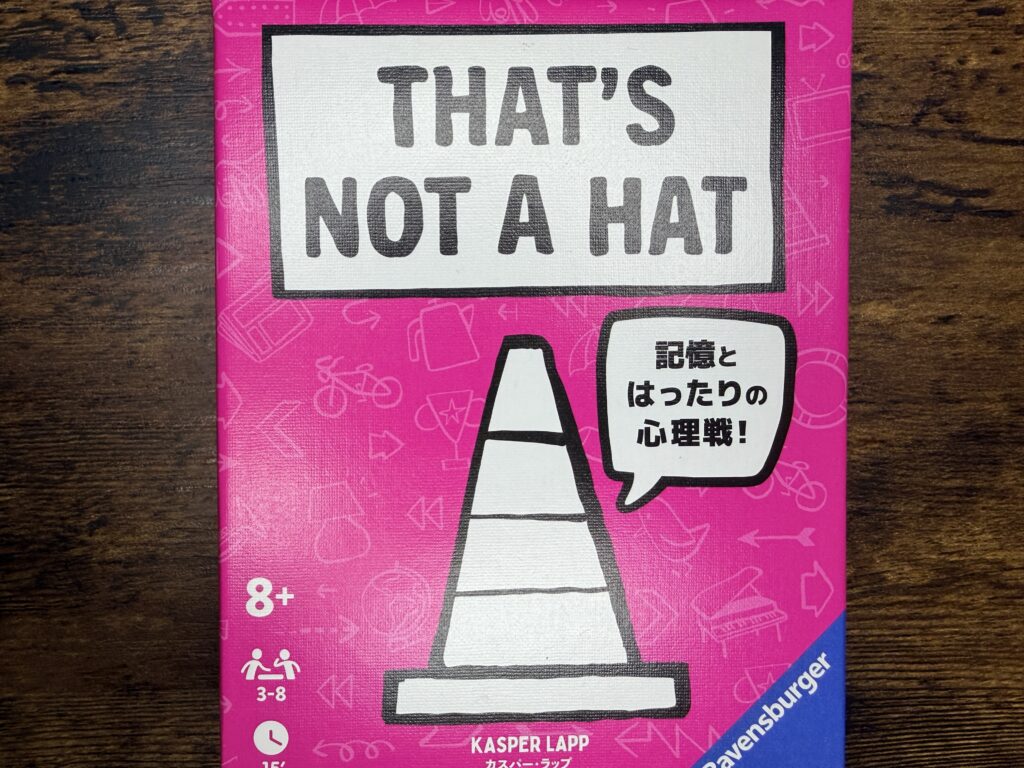 THAT'S
NOT A HAT
記憶と
はったりの
心理戦!
8+
3-8
15'
KASPER LAPP
カスパー・ラップ
Ravensburger